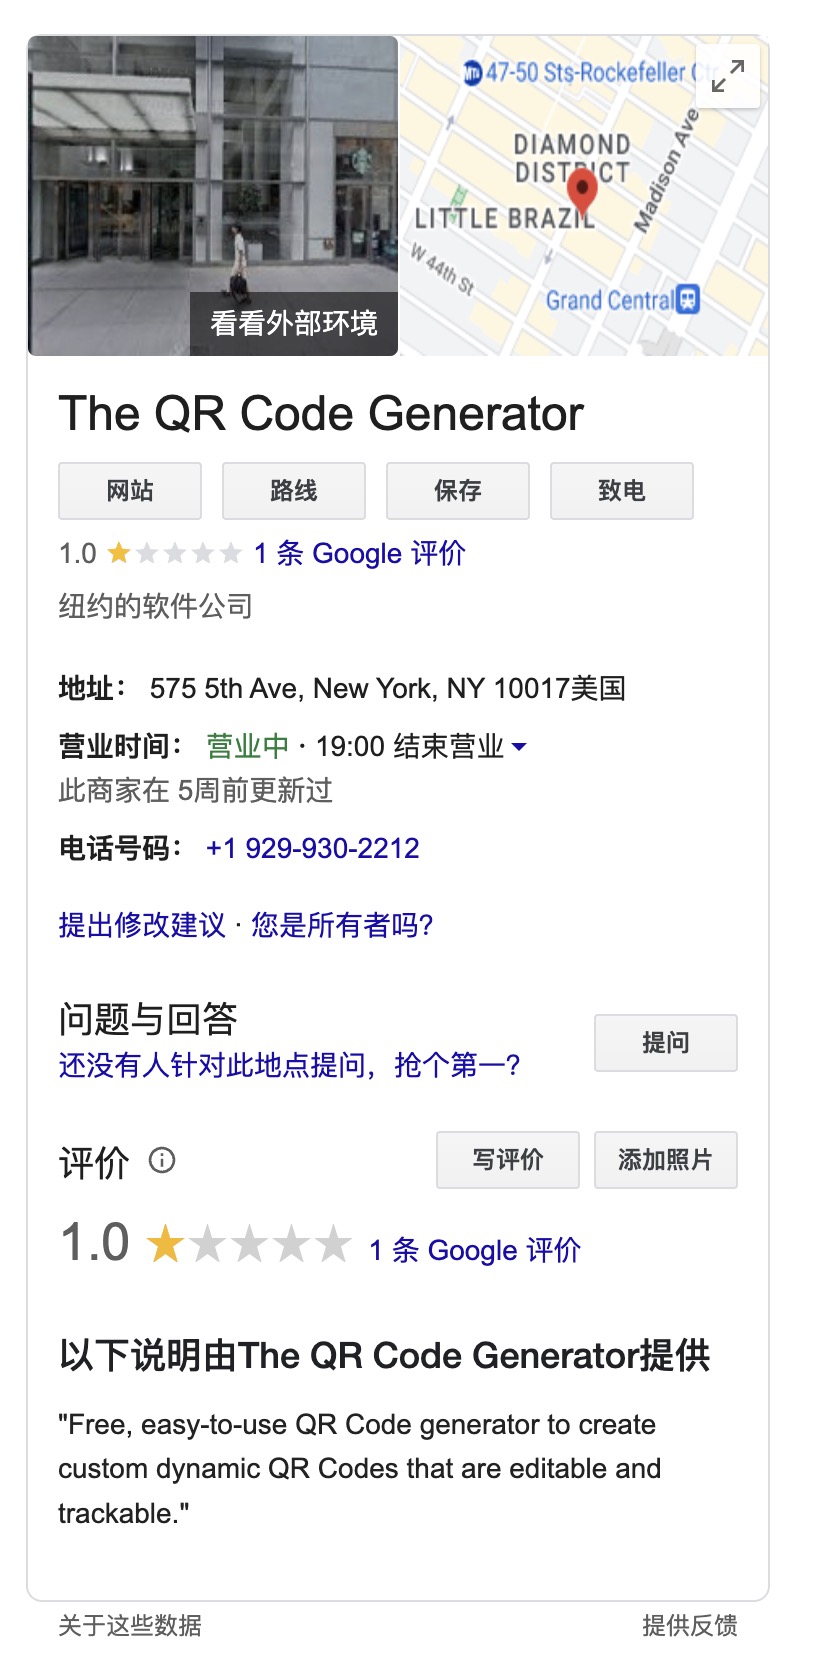 47-50 Sts-Rockefeller Ctr
DIAMOND
DISTRICT
Madison Ave
LITTLE BRAZIL
W 44th St
Grand Central
看看外部环境
The QR Code Generator
网站 路线 保存 致电
1.0 1 条 Google 评价
纽约的软件公司
地址： 575 5th Ave, New York, NY 10017美国
营业时间： 营业中 · 19:00 结束营业
此商家在 5周前更新过
电话号码： +1 929-930-2212
提出修改建议 · 您是所有者吗?
问题与回答
还没有人针对此地点提问，抢个第一? 提问
评价 写评价 添加照片
1.0 1 条 Google 评价
以下说明由The QR Code Generator提供
"Free, easy-to-use QR Code generator to create
custom dynamic QR Codes that are editable and
trackable."
关于这些数据 提供反馈